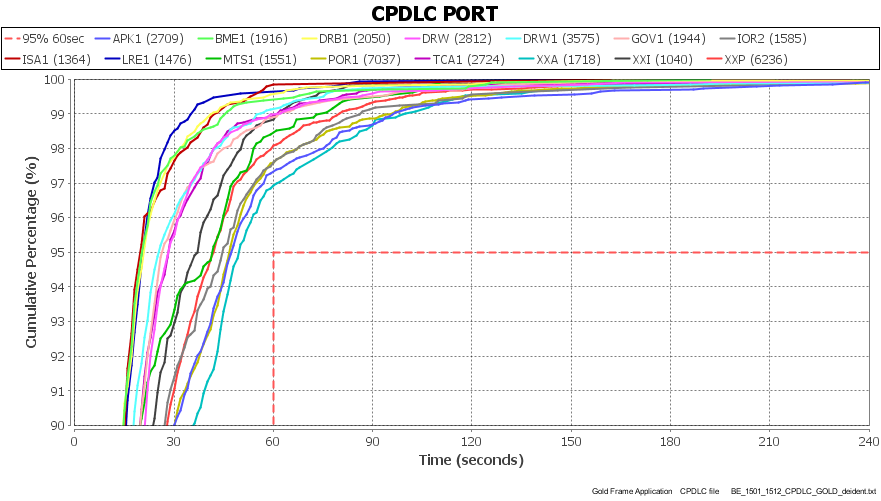 CPDLC PORT
95% 60sec APK1 (2709) BME1 (1916) DRB1 (2050) DRW (2812) DRW1 (3575) GOV1 (1944) IOR2 (1585)
ISA1 (1364) LRE1 (1476) MTS1 (1551) POR1 (7037) TCA1 (2724) XXA (1718) XXI (1040) XXP (6236)
Cumulative Percentage (%)
100
99
98
97
96
95
94
93
92
91
90
0 30 60 90 120 150 180 210 240
Time (seconds)
Gold Frame Application CPDLC file BE_1501_1512_CPDLC_GOLD_deident.txt